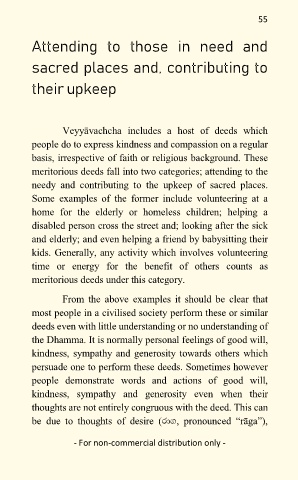 55
Attending to those in need and
sacred places and, contributing to
their upkeep
Veyyāvachcha includes a host of deeds which
people do to express kindness and compassion on a regular
basis, irrespective of faith or religious background. These
meritorious deeds fall into two categories; attending to the
needy and contributing to the upkeep of sacred places.
Some examples of the former include volunteering at a
home for the elderly or homeless children; helping a
disabled person cross the street and; looking after the sick
and elderly; and even helping a friend by babysitting their
kids. Generally, any activity which involves volunteering
time or energy for the benefit of others counts as
meritorious deeds under this category.
From the above examples it should be clear that
most people in a civilised society perform these or similar
deeds even with little understanding or no understanding of
the Dhamma. It is normally personal feelings of good will,
kindness, sympathy and generosity towards others which
persuade one to perform these deeds. Sometimes however
people demonstrate words and actions of good will,
kindness, sympathy and generosity even when their
thoughts are not entirely congruous with the deed. This can
be due to thoughts of desire (රාග, pronounced “rāga”),
- For non-commercial distribution only -